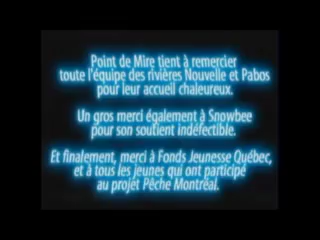 Point de Mire tient à remercier
toute l'équipe des rivières Nouvelle et Pabos
pour leur accueil chaleureux.
Un gros merci également à Snowbee
pour son soutient indéfectible.
Et finalement, merci à Fonds Jeunesse Québec,
et à tous les jeunes qui ont participé
au projet Pêche Montréal.